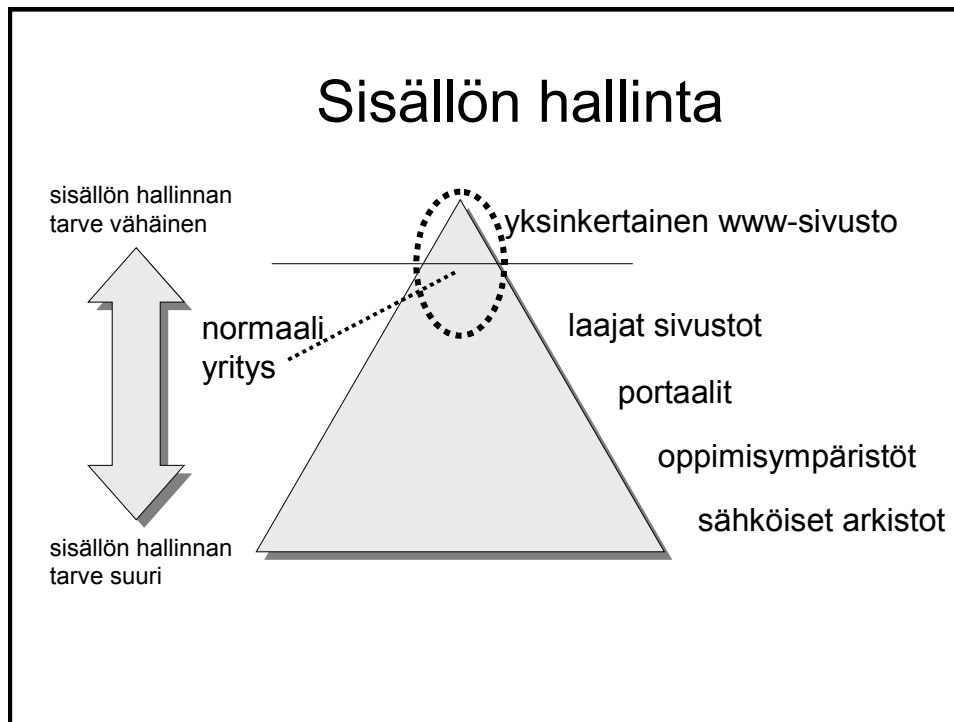 Sisällön hallinta
sisällön hallinnan
tarve vähäinen
yksinkertainen www-sivusto
normaali
yritys
laajat sivustot
portaalit
oppimisympäristöt
sähköiset arkistot
sisällön hallinnan
tarve suuri